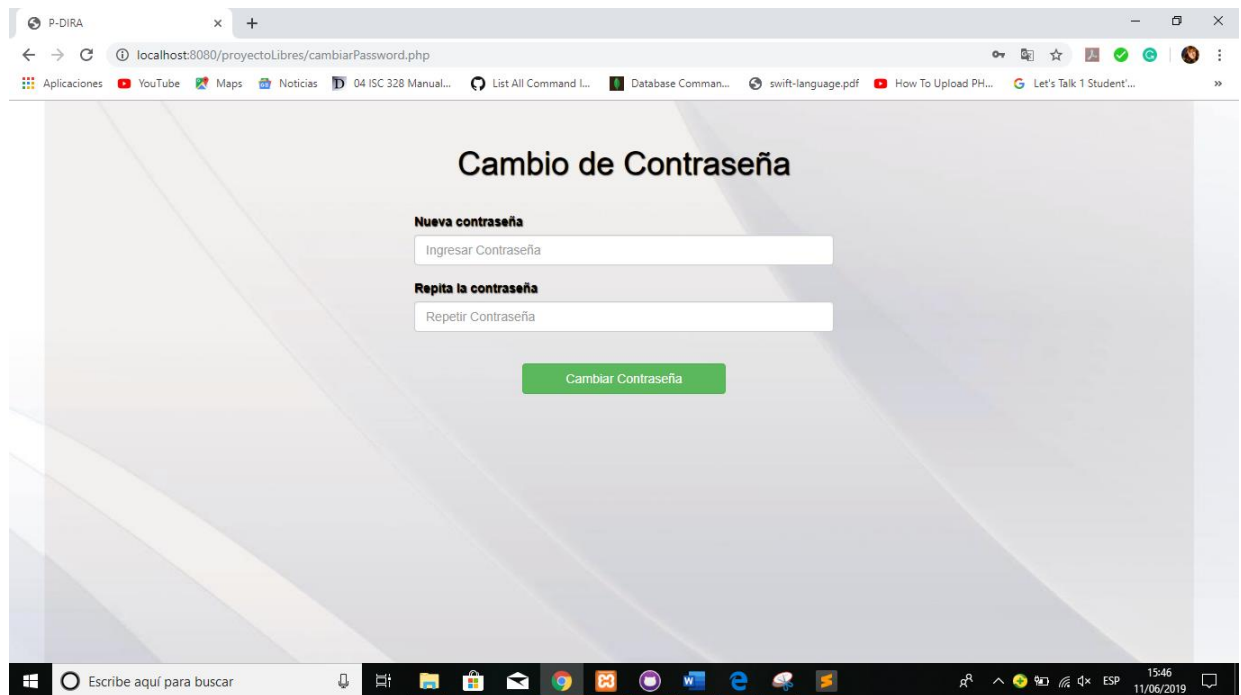 P-DIRA
localhost:8080/proyectoLibres/cambiarPassword.php
Aplicaciones YouTube Maps Noticias 04 ISC 328 Manual... List All Command I... Database Comman... swift-language.pdf How To Upload PH... Let's Talk 1 Student'... »
Cambio de Contraseña
Nueva contraseña
Ingresar Contraseña
Repita la contraseña
Repetir Contraseña
Cambiar Contraseña
Escribe aquí para buscar
ESP
15:46
11/06/2019